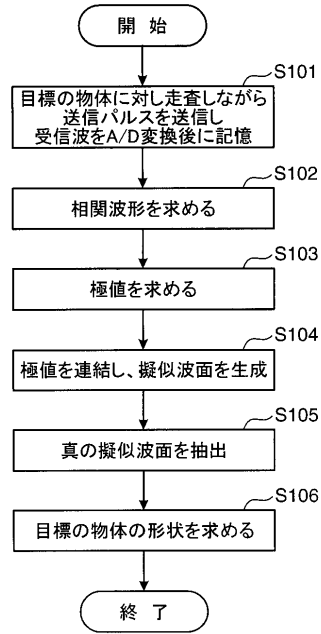 開 始
S101
目標の物体に対し走査しながら
送信パルスを送信し
受信波をA/D変換後に記憶
S102
相関波形を求める
S103
極値を求める
S104
極値を連結し、擬似波面を生成
S105
真の擬似波面を抽出
S106
目標の物体の形状を求める
終 了